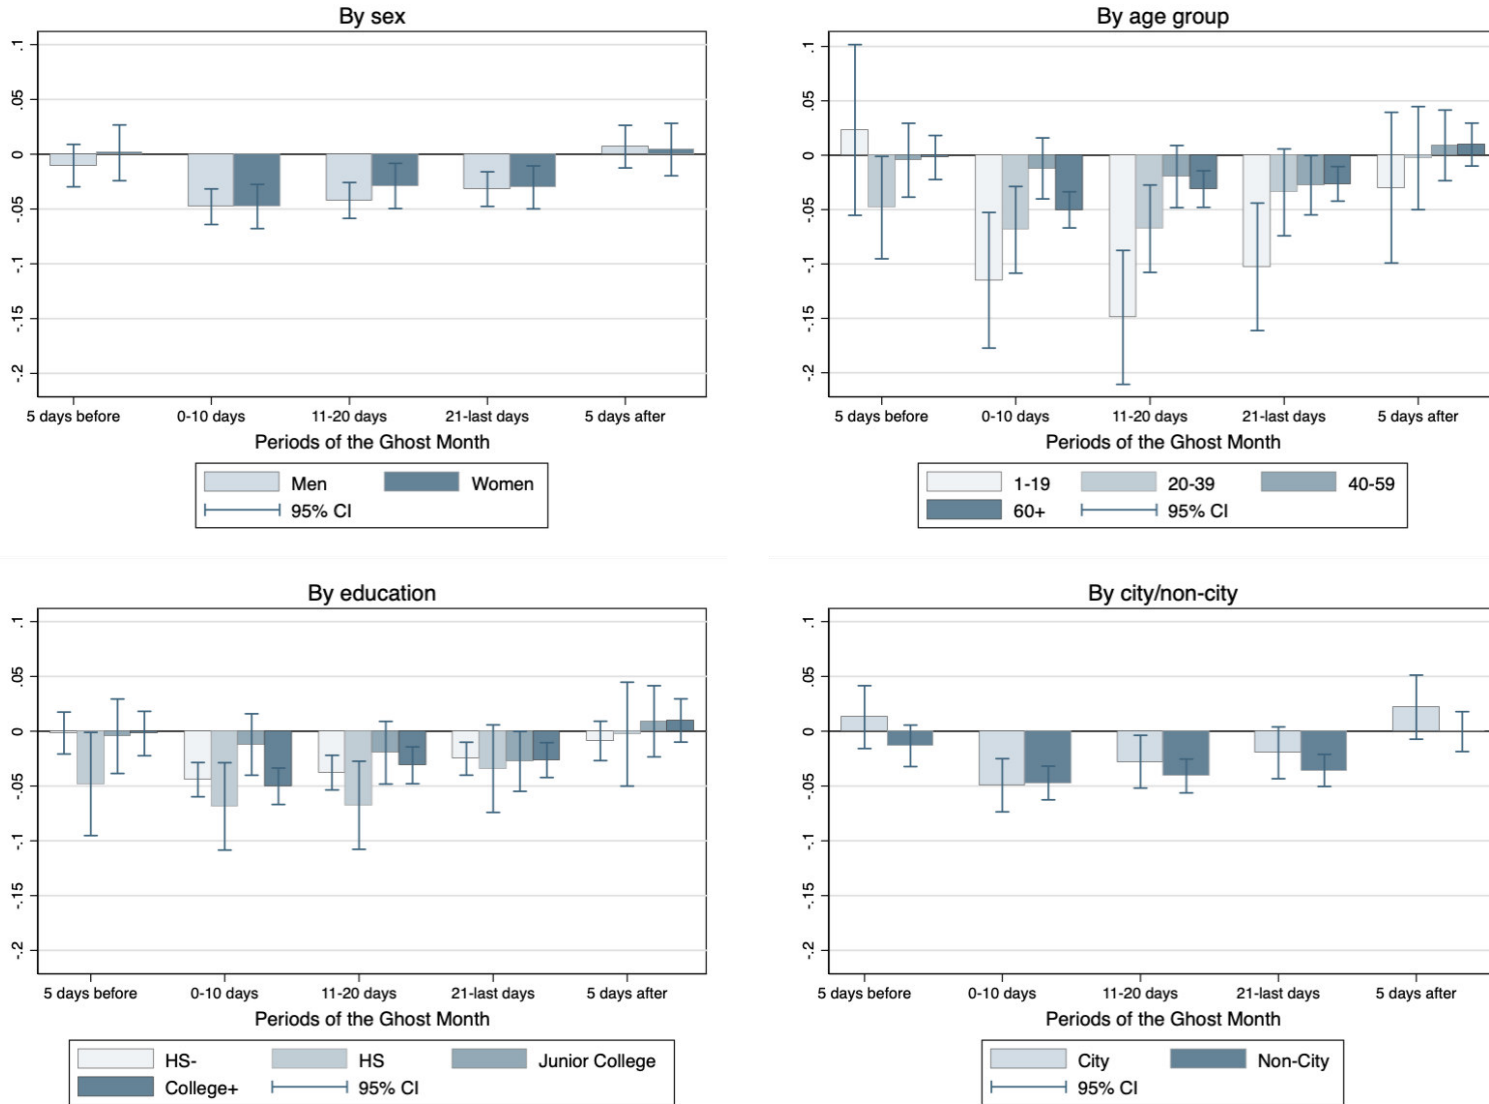 By sex
.1
.05
0
-.05
-.1
-.15
-.2
5 days before 0-10 days 11-20 days 21-last days 5 days after
Periods of the Ghost Month
Men Women
95% CI
By age group
.1
.05
0
-.05
-.1
-.15
-.2
5 days before 0-10 days 11-20 days 21-last days 5 days after
Periods of the Ghost Month
1-19 20-39 40-59
60+ 95% CI
By education
.1
.05
0
-.05
-.1
-.15
-.2
5 days before 0-10 days 11-20 days 21-last days 5 days after
Periods of the Ghost Month
HS- HS Junior College
College+ 95% CI
By city/non-city
.1
.05
0
-.05
-.1
-.15
-.2
5 days before 0-10 days 11-20 days 21-last days 5 days after
Periods of the Ghost Month
City Non-City
95% CI